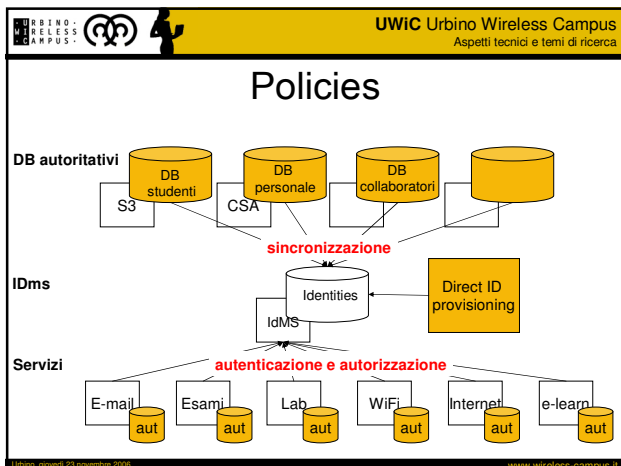 URBINO
WIRELESS
CAMPUS
UWiC Urbino Wireless Campus
Aspetti tecnici e temi di ricerca
Policies
DB autoritativi
DB
studenti
DB
personale
DB
collaboratori
S3
CSA
sincronizzazione
IDms
Identities
Direct ID
provisioning
IdMS
Servizi
autenticazione e autorizzazione
E-mail
Esami
Lab
WiFi
Internet
e-learn
aut
aut
aut
aut
aut
aut
Urbino, giovedì 23 novembre 2006
www.wireless-campus.it